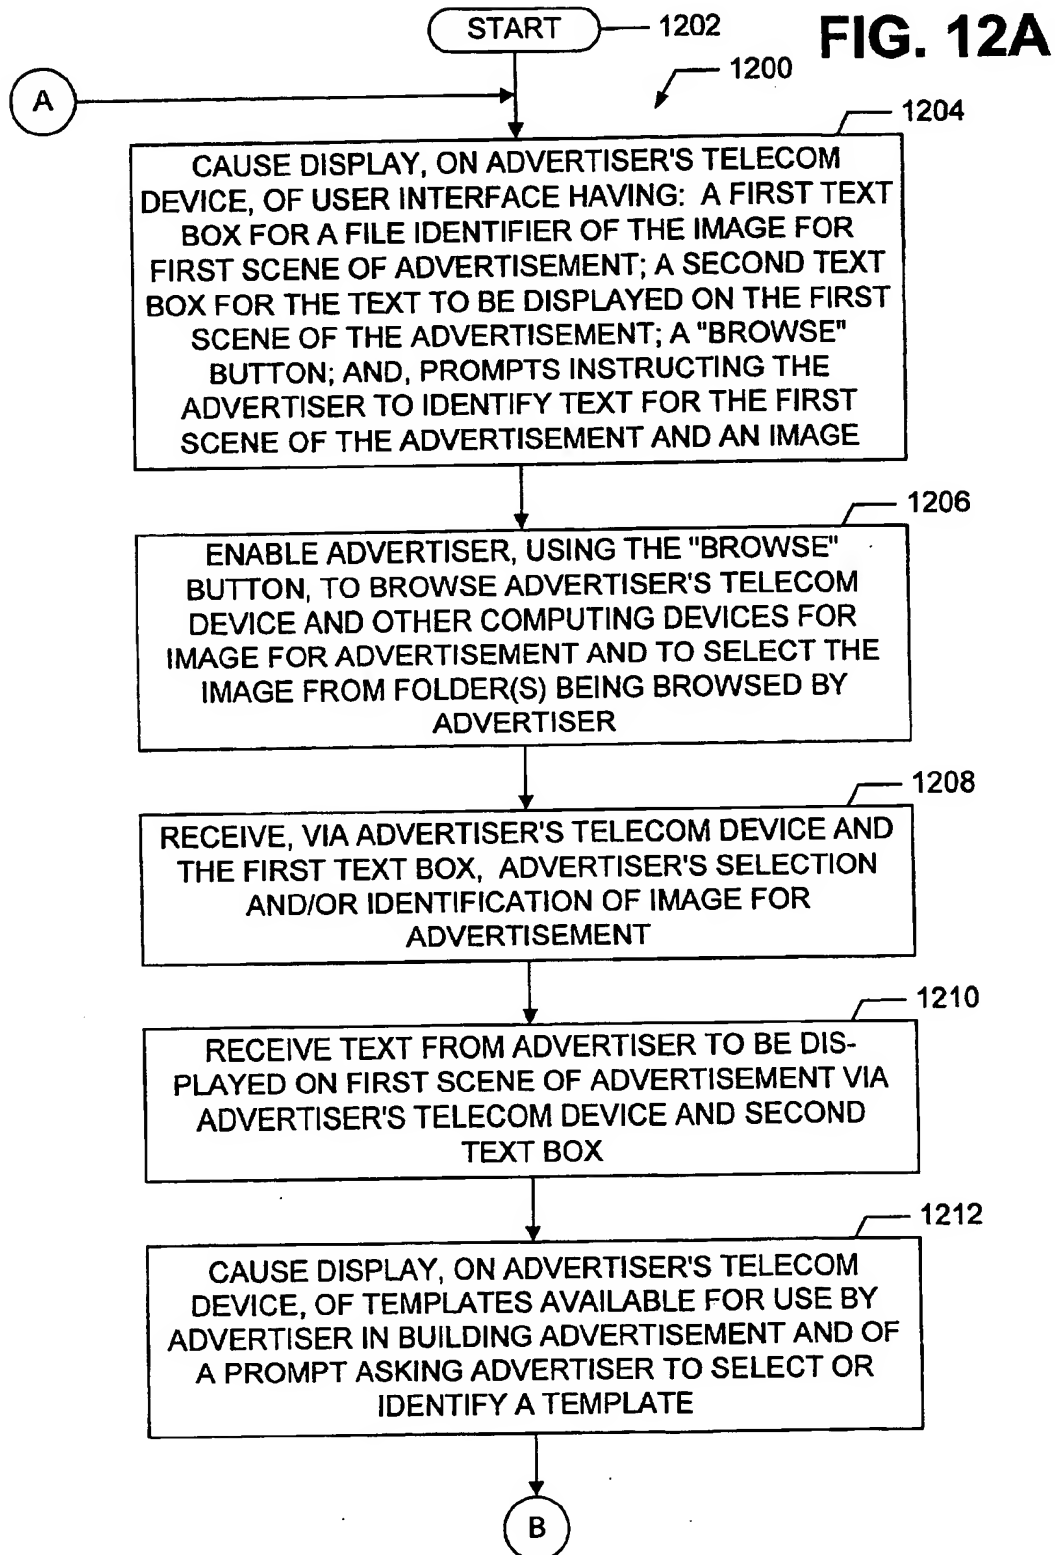 START
1202
FIG. 12A
1200
A
1204
CAUSE DISPLAY, ON ADVERTISER'S TELECOM
DEVICE, OF USER INTERFACE HAVING: A FIRST TEXT
BOX FOR A FILE IDENTIFIER OF THE IMAGE FOR
FIRST SCENE OF ADVERTISEMENT; A SECOND TEXT
BOX FOR THE TEXT TO BE DISPLAYED ON THE FIRST
SCENE OF THE ADVERTISEMENT; A "BROWSE"
BUTTON; AND, PROMPTS INSTRUCTING THE
ADVERTISER TO IDENTIFY TEXT FOR THE FIRST
SCENE OF THE ADVERTISEMENT AND AN IMAGE
1206
ENABLE ADVERTISER, USING THE "BROWSE"
BUTTON, TO BROWSE ADVERTISER'S TELECOM
DEVICE AND OTHER COMPUTING DEVICES FOR
IMAGE FOR ADVERTISEMENT AND TO SELECT THE
IMAGE FROM FOLDER(S) BEING BROWSED BY
ADVERTISER
1208
RECEIVE, VIA ADVERTISER'S TELECOM DEVICE AND
THE FIRST TEXT BOX, ADVERTISER'S SELECTION
AND/OR IDENTIFICATION OF IMAGE FOR
ADVERTISEMENT
1210
RECEIVE TEXT FROM ADVERTISER TO BE DIS-
PLAYED ON FIRST SCENE OF ADVERTISEMENT VIA
ADVERTISER'S TELECOM DEVICE AND SECOND
TEXT BOX
1212
CAUSE DISPLAY, ON ADVERTISER'S TELECOM
DEVICE, OF TEMPLATES AVAILABLE FOR USE BY
ADVERTISER IN BUILDING ADVERTISEMENT AND OF
A PROMPT ASKING ADVERTISER TO SELECT OR
IDENTIFY A TEMPLATE
B